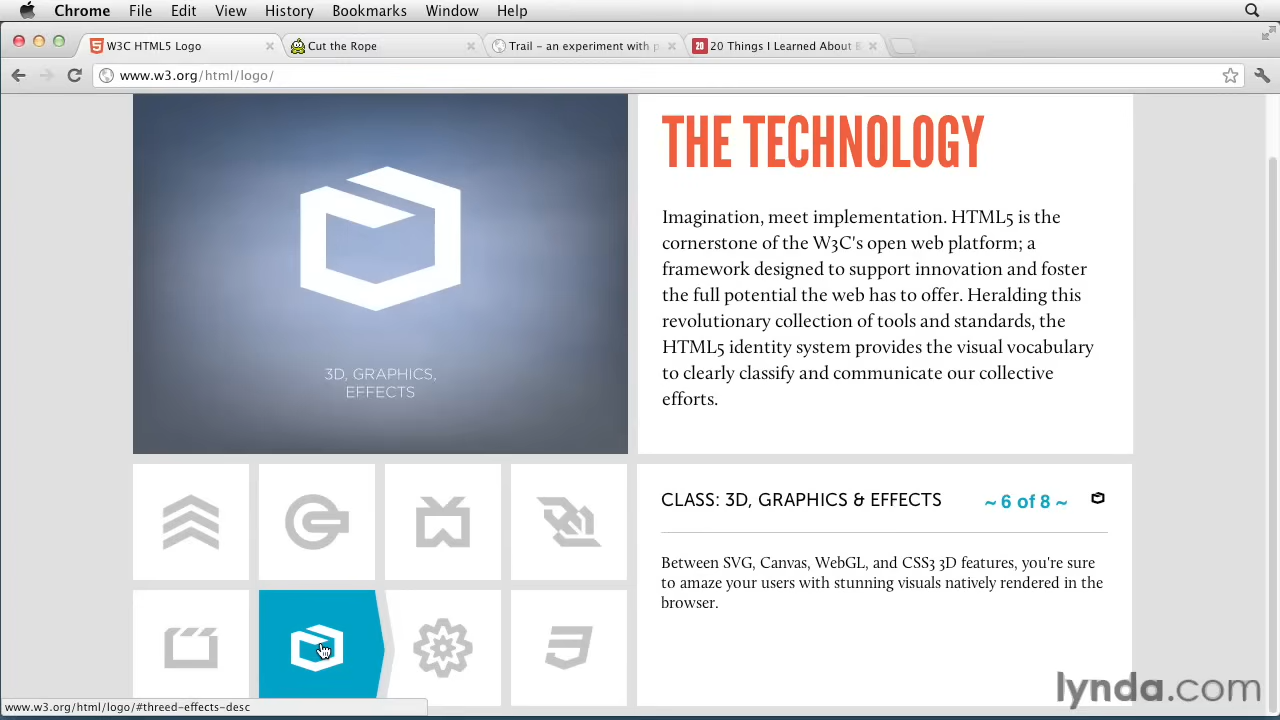 Chrome File Edit View History Bookmarks Window Help
W3C HTML5 Logo
Cut the Rope
Trail – an experiment with
20 20 Things I Learned About
www.w3.org/html/logo/
THE TECHNOLOGY
Imagination, meet implementation. HTML5 is the
cornerstone of the W3C's open web platform; a
framework designed to support innovation and foster
the full potential the web has to offer. Heralding this
revolutionary collection of tools and standards, the
HTML5 identity system provides the visual vocabulary
to clearly classify and communicate our collective
efforts.
3D, GRAPHICS,
EFFECTS
CLASS: 3D, GRAPHICS & EFFECTS ~ 6 of 8 ~
Between SVG, Canvas, WebGL, and CSS3 3D features, you're sure
to amaze your users with stunning visuals natively rendered in the
browser.
www.w3.org/html/logo/#threed-effects-desc
lynda.com